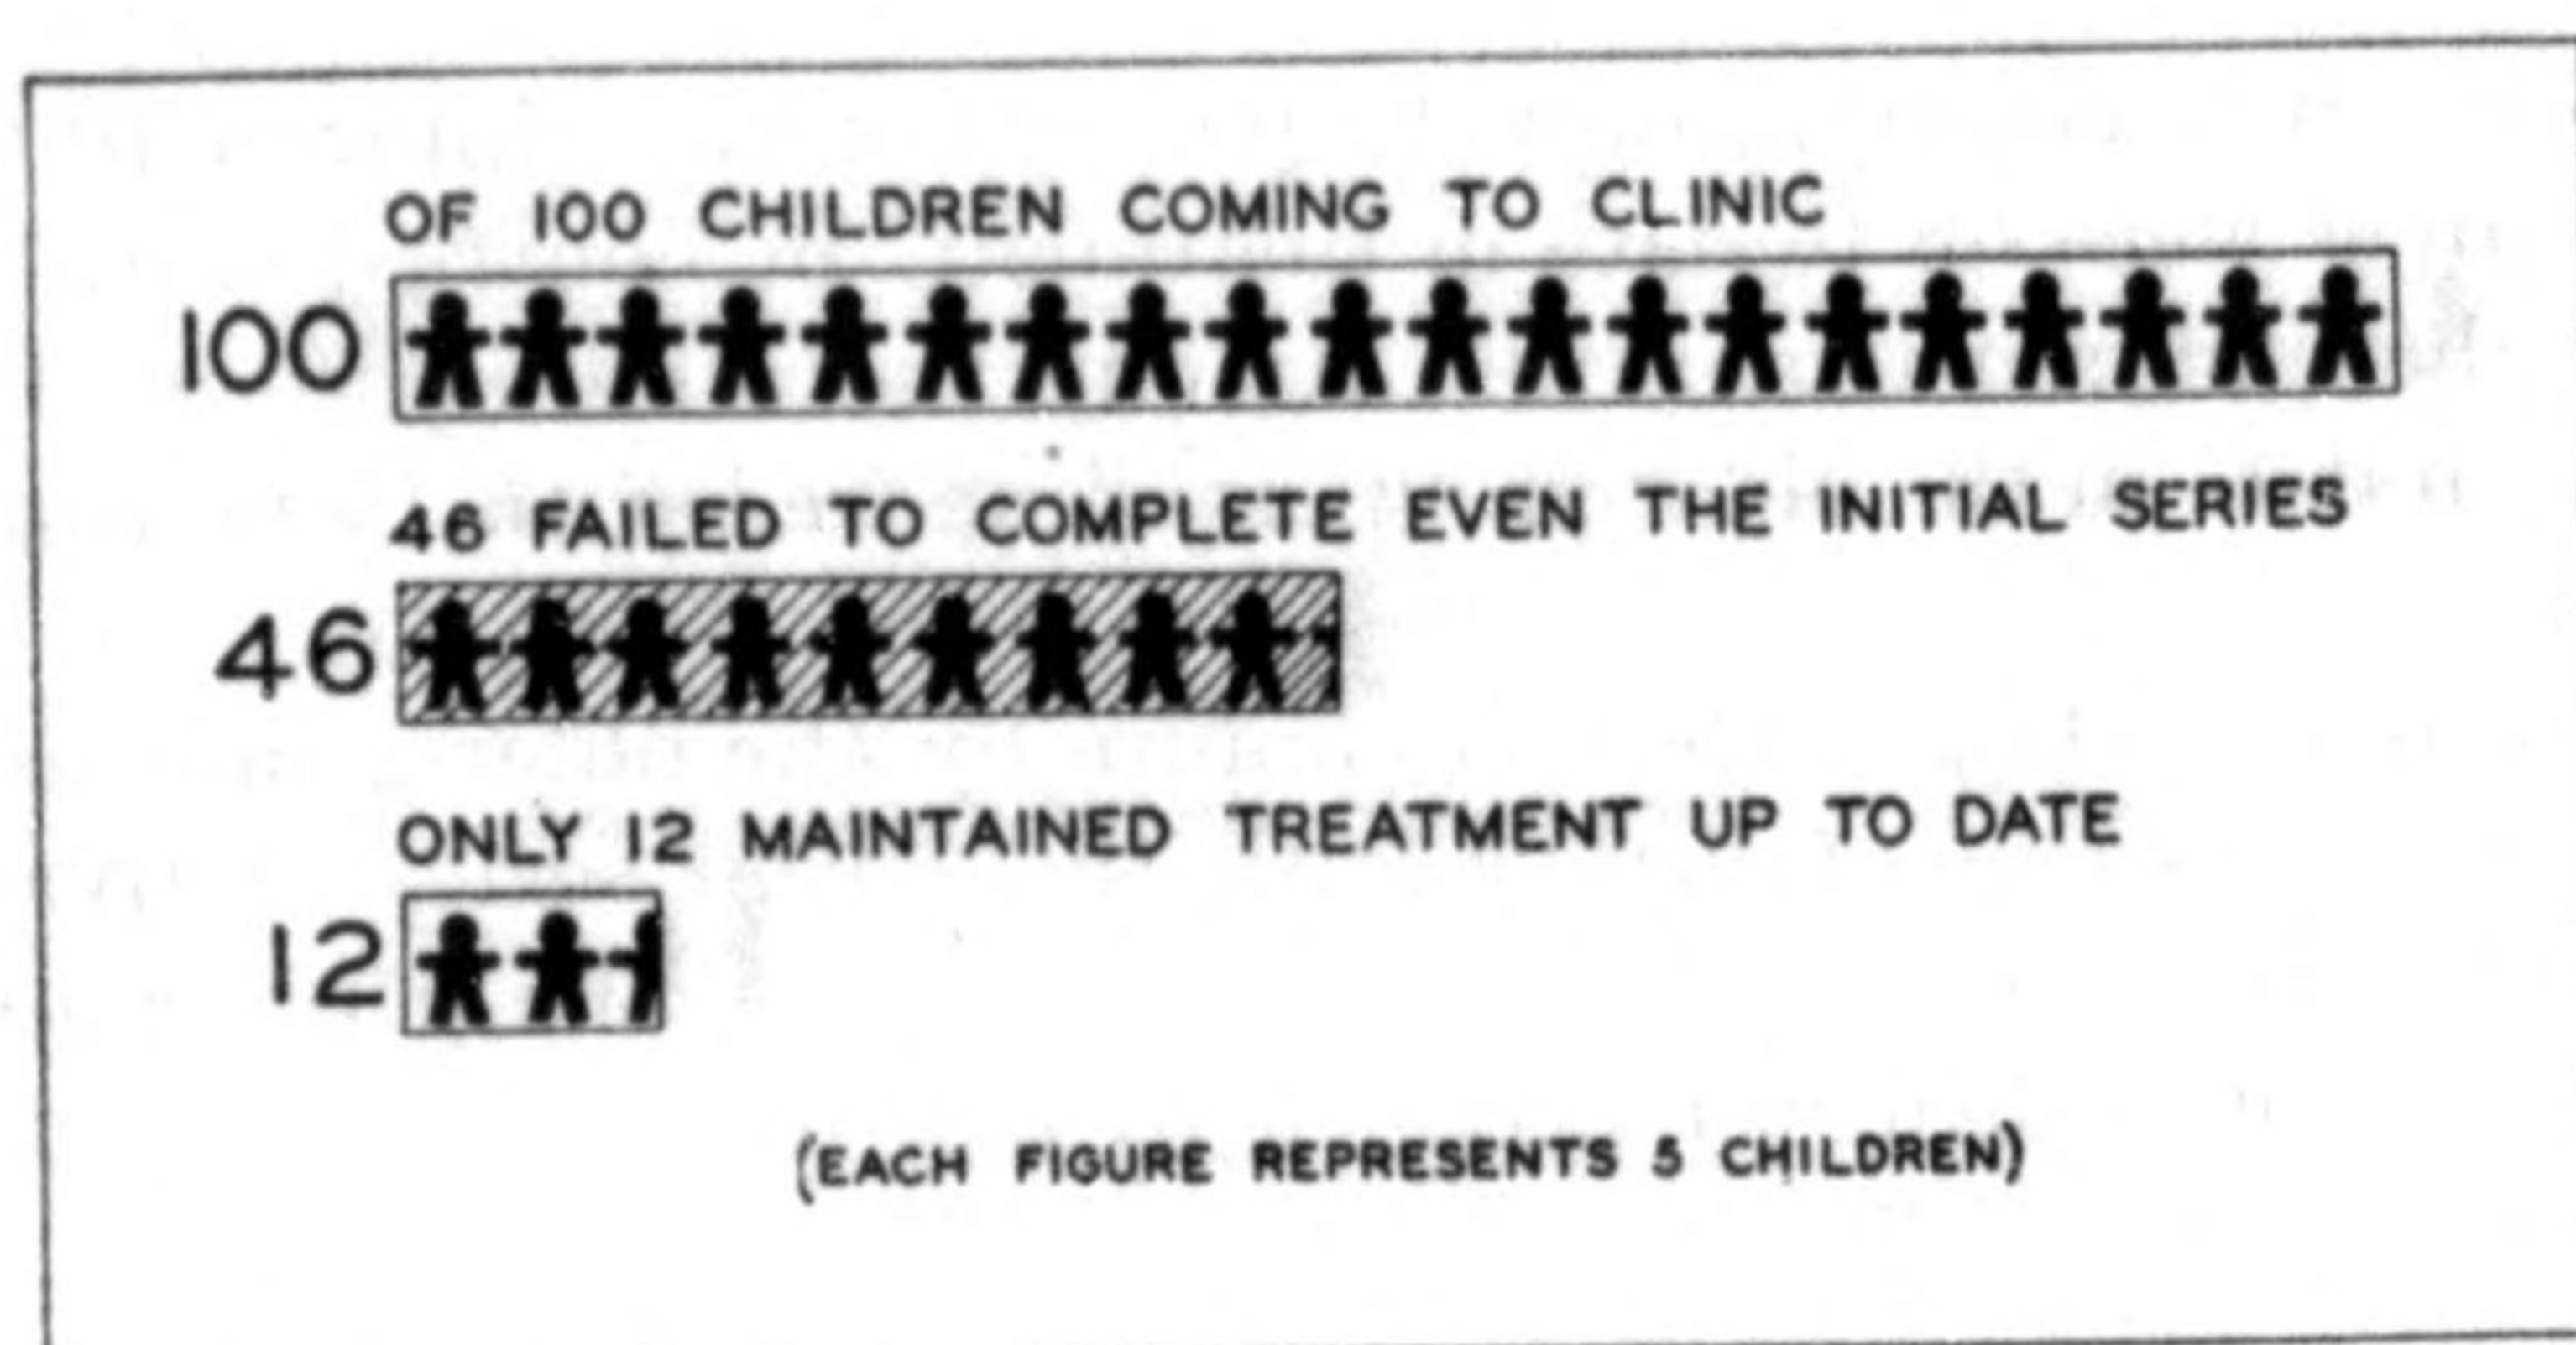 OF 100 CHILDREN COMING TO CLINIC
100
46 FAILED TO COMPLETE EVEN THE INITIAL SERIES
46
ONLY 12 MAINTAINED TREATMENT UP TO DATE
12
(EACH FIGURE REPRESENTS 5 CHILDREN)